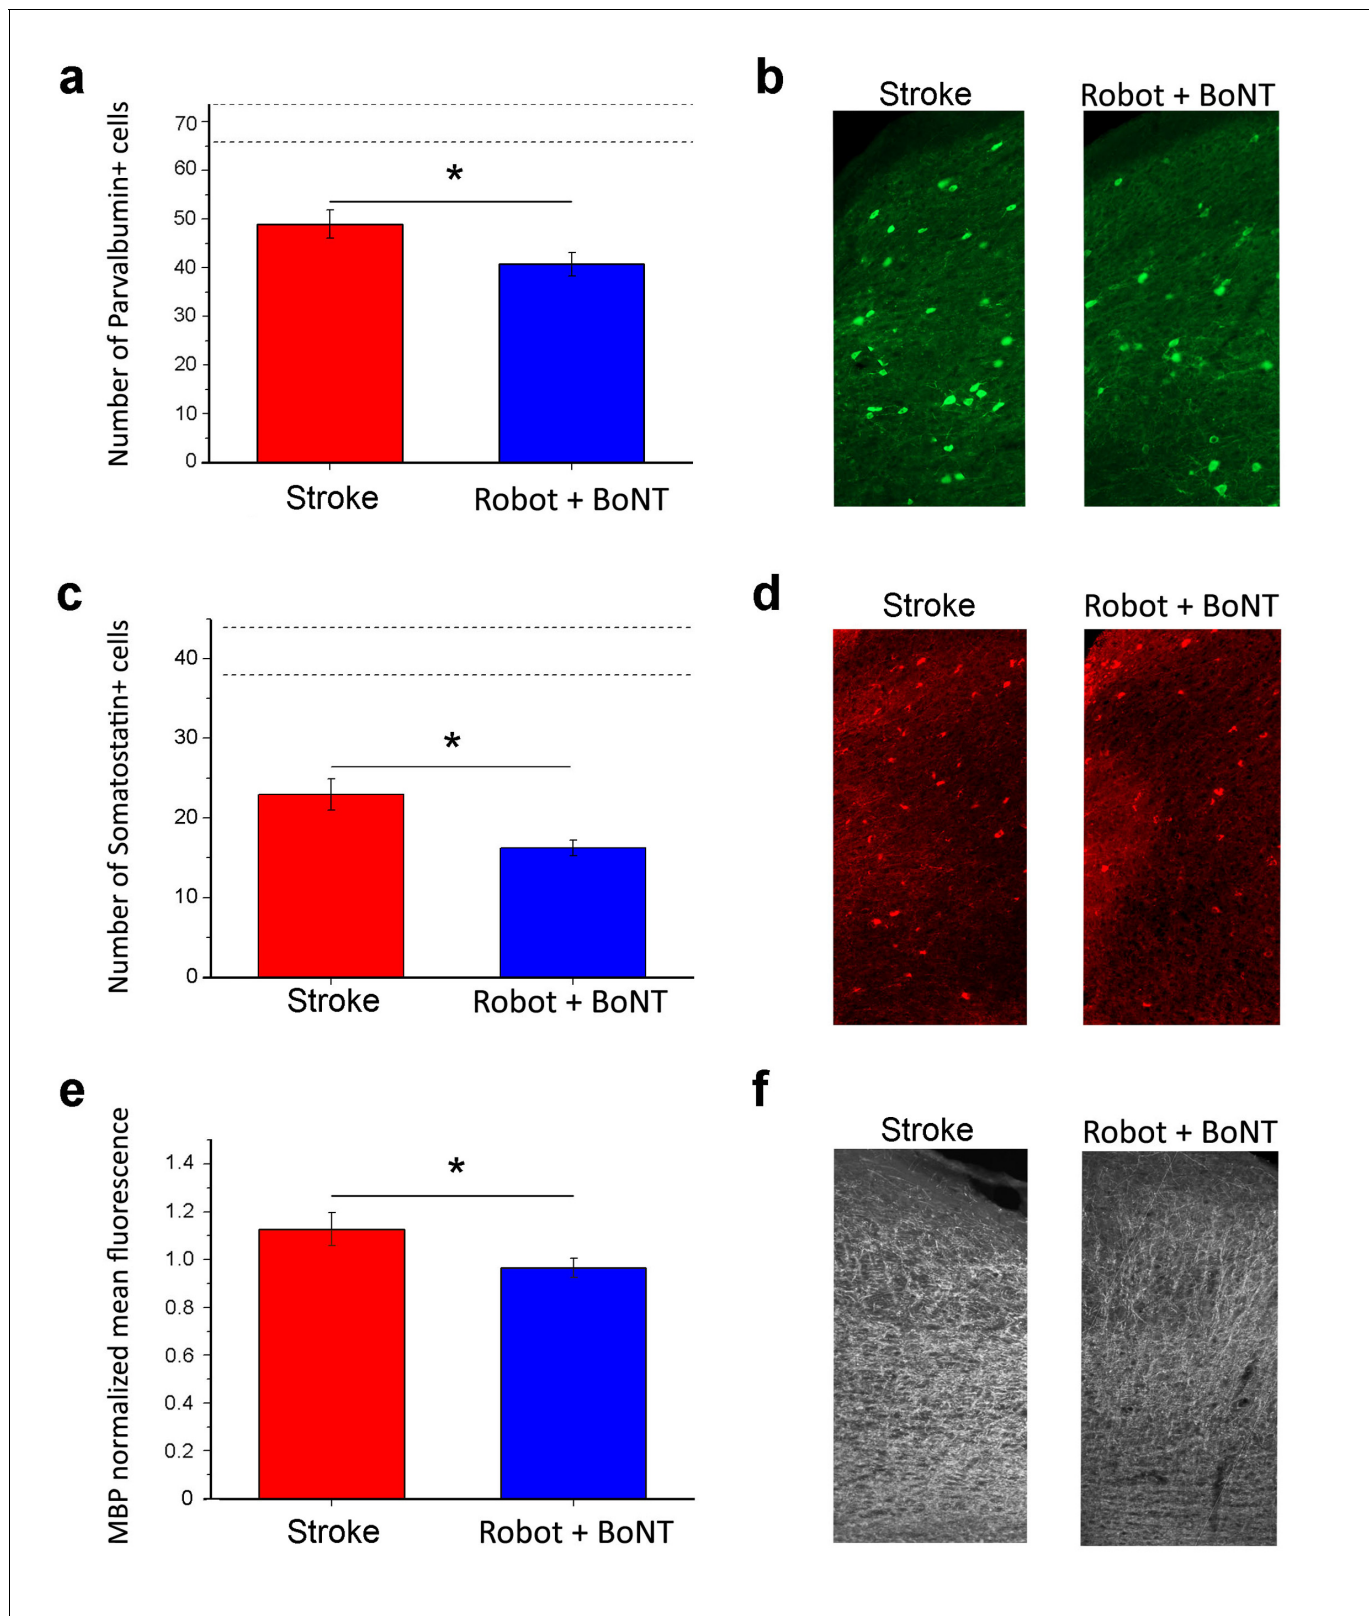 a
Number of Parvalbumin+ cells
70
60
50
40
30
20
10
0
*
Stroke
Robot + BoNT
b
Stroke
Robot + BoNT
c
Number of Somatostatin+ cells
40
30
20
10
0
*
Stroke
Robot + BoNT
d
Stroke
Robot + BoNT
e
MBP normalized mean fluorescence
1.4
1.2
1.0
0.8
0.6
0.4
0.2
0
*
Stroke
Robot + BoNT
f
Stroke
Robot + BoNT